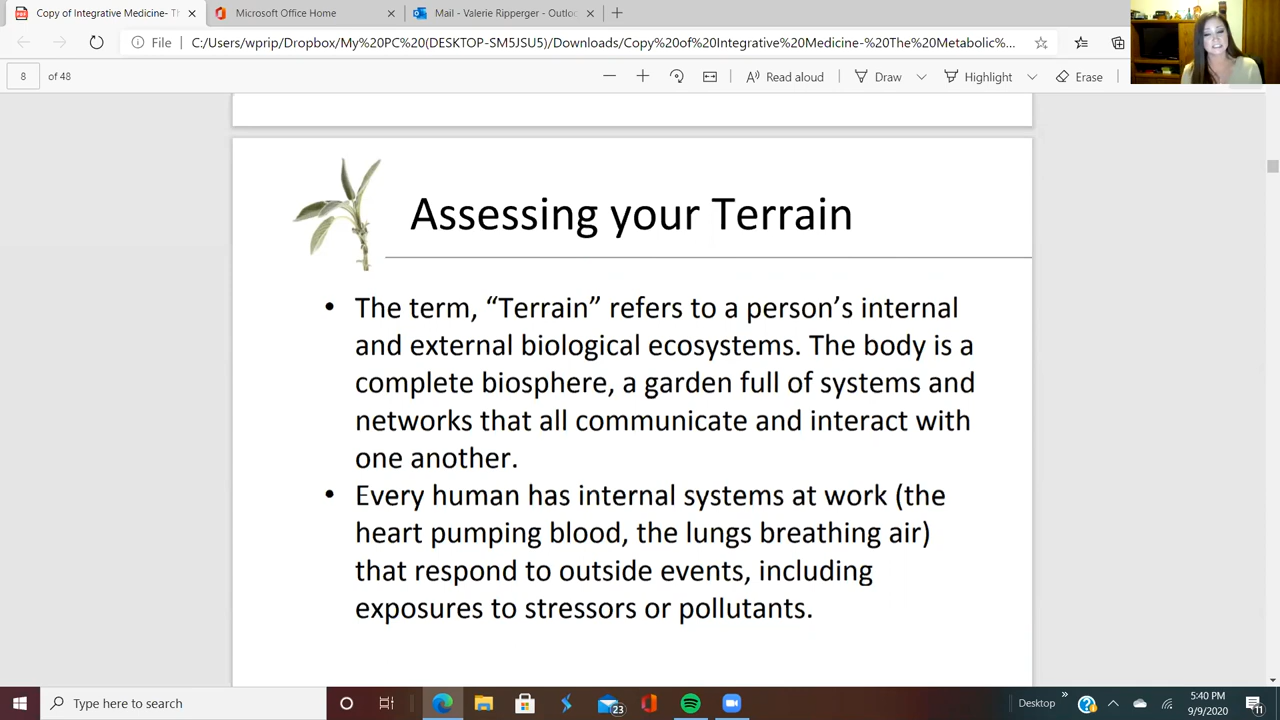 Copy of Integrative Medicine- Th
Microsoft Office Home
Mail - Valerie Ripperger - Outloo
File
C:/Users/wprip/Dropbox/My%20PC%20(DESKTOP-SM5JSU5)/Downloads/Copy%20of%20Integrative%20Medicine-%20The%20Metabolic%...
8 of 48
Read aloud
Draw
Highlight
Erase
Assessing your Terrain
• The term, “Terrain” refers to a person’s internal
and external biological ecosystems. The body is a
complete biosphere, a garden full of systems and
networks that all communicate and interact with
one another.
• Every human has internal systems at work (the
heart pumping blood, the lungs breathing air)
that respond to outside events, including
exposures to stressors or pollutants.
Type here to search
23
Desktop
5:40 PM
9/9/2020
11